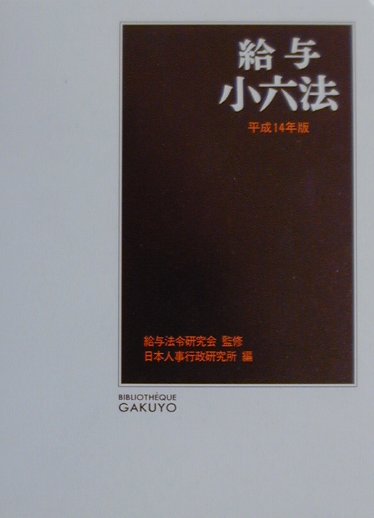 給与
小六法
平成14年版
給与法令研究会 監修
日本人事行政研究所 編
BIBLIOTHÈQUE
GAKUYO